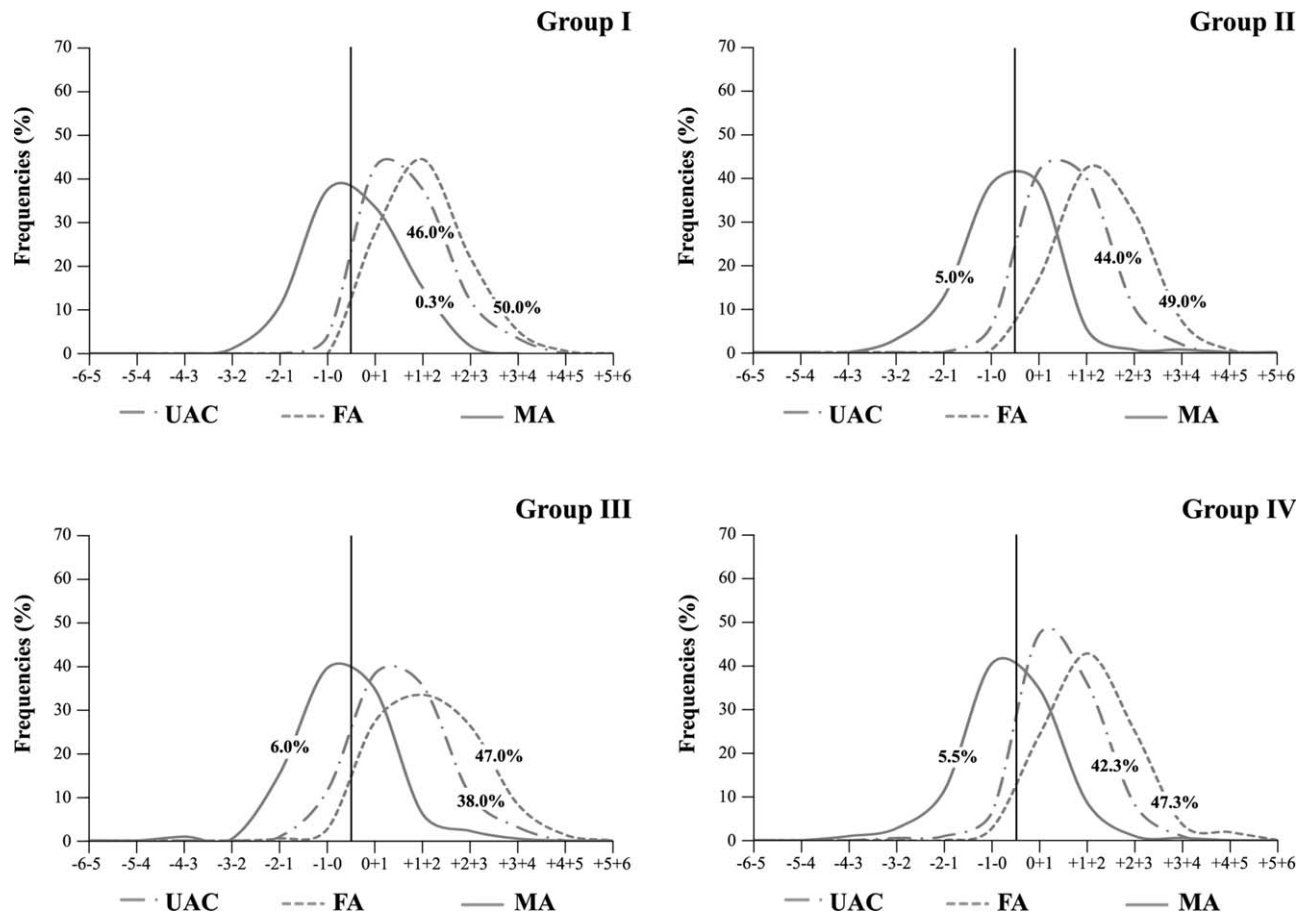 Group I
Frequencies (%)
70
60
50
40
30
20
10
0
46.0%
0.3%
50.0%
-6-5 -5-4 -4-3 -3-2 -2-1 -1-0 0+1 +1+2 +2+3 +3+4 +4+5 +5+6
UAC FA MA
Group II
Frequencies (%)
70
60
50
40
30
20
10
0
5.0%
44.0%
49.0%
-6-5 -5-4 -4-3 -3-2 -2-1 -1-0 0+1 +1+2 +2+3 +3+4 +4+5 +5+6
UAC FA MA
Group III
Frequencies (%)
70
60
50
40
30
20
10
0
6.0%
47.0%
38.0%
-6-5 -5-4 -4-3 -3-2 -2-1 -1-0 0+1 +1+2 +2+3 +3+4 +4+5 +5+6
UAC FA MA
Group IV
Frequencies (%)
70
60
50
40
30
20
10
0
5.5%
42.3%
47.3%
-6-5 -5-4 -4-3 -3-2 -2-1 -1-0 0+1 +1+2 +2+3 +3+4 +4+5 +5+6
UAC FA MA